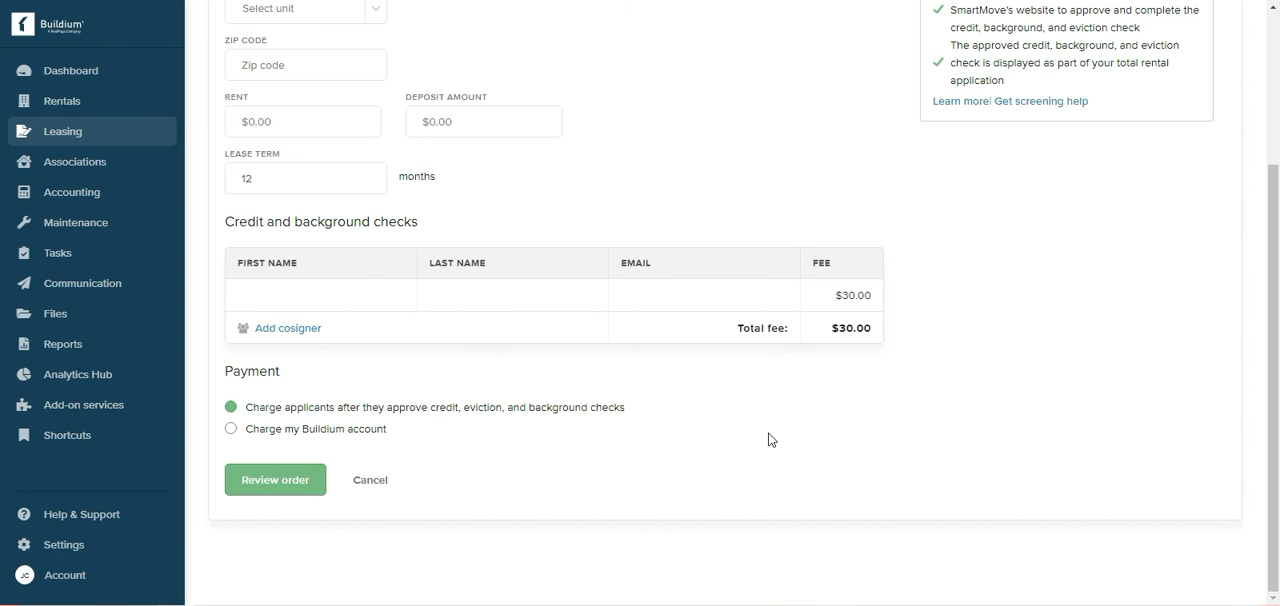 Buildium®
A RealPage Company
Dashboard
Rentals
Leasing
Associations
Accounting
Maintenance
Tasks
Communication
Files
Reports
Analytics Hub
Add-on services
Shortcuts
Help & Support
Settings
JC Account
Select unit
ZIP CODE
Zip code
RENT DEPOSIT AMOUNT
$0.00 $0.00
LEASE TERM
12 months
Credit and background checks
FIRST NAME LAST NAME EMAIL FEE
$30.00
Add cosigner Total fee: $30.00
Payment
Charge applicants after they approve credit, eviction, and background checks
Charge my Buildium account
Review order Cancel
SmartMove's website to approve and complete the
credit, background, and eviction check
The approved credit, background, and eviction
check is displayed as part of your total rental
application
Learn more| Get screening help